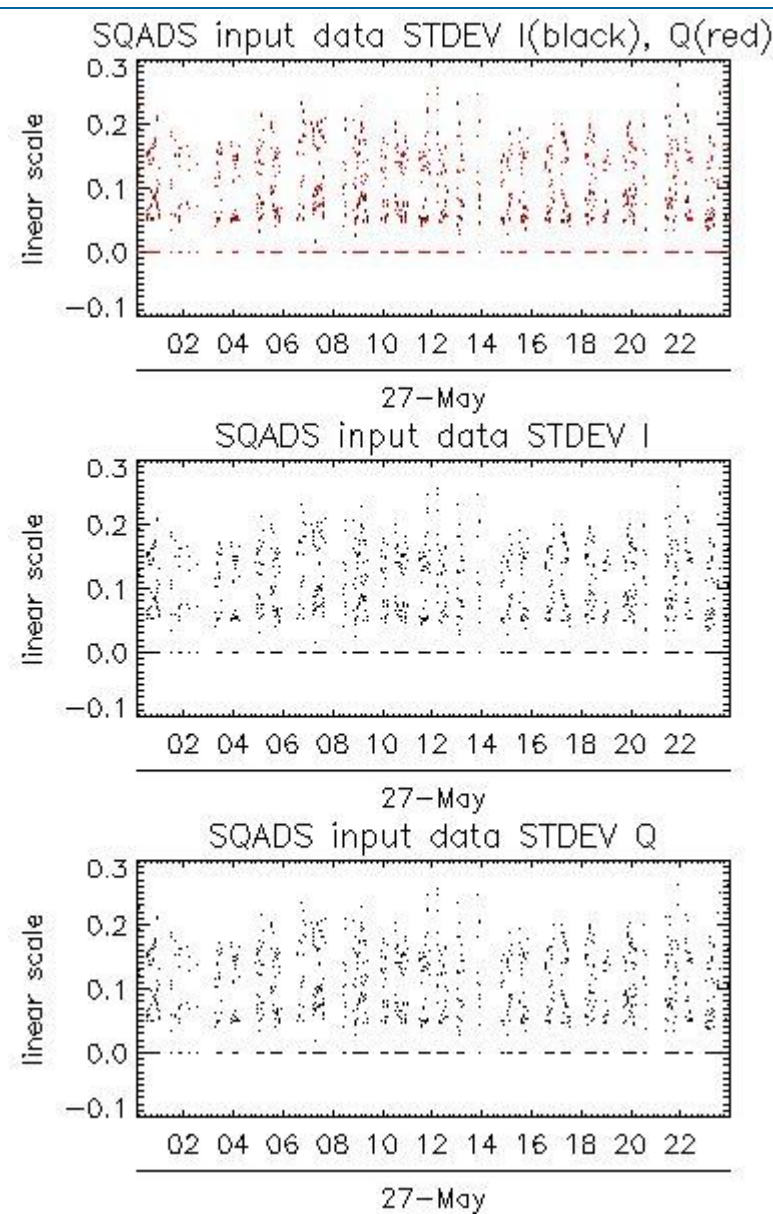 SQADS input data STDEV I(black), Q(red)
0.3
0.2
0.1
0.0
−0.1
linear scale
02 04 06 08 10 12 14 16 18 20 22
27−May
SQADS input data STDEV I
0.3
0.2
0.1
0.0
−0.1
linear scale
02 04 06 08 10 12 14 16 18 20 22
27−May
SQADS input data STDEV Q
0.3
0.2
0.1
0.0
−0.1
linear scale
02 04 06 08 10 12 14 16 18 20 22
27−May